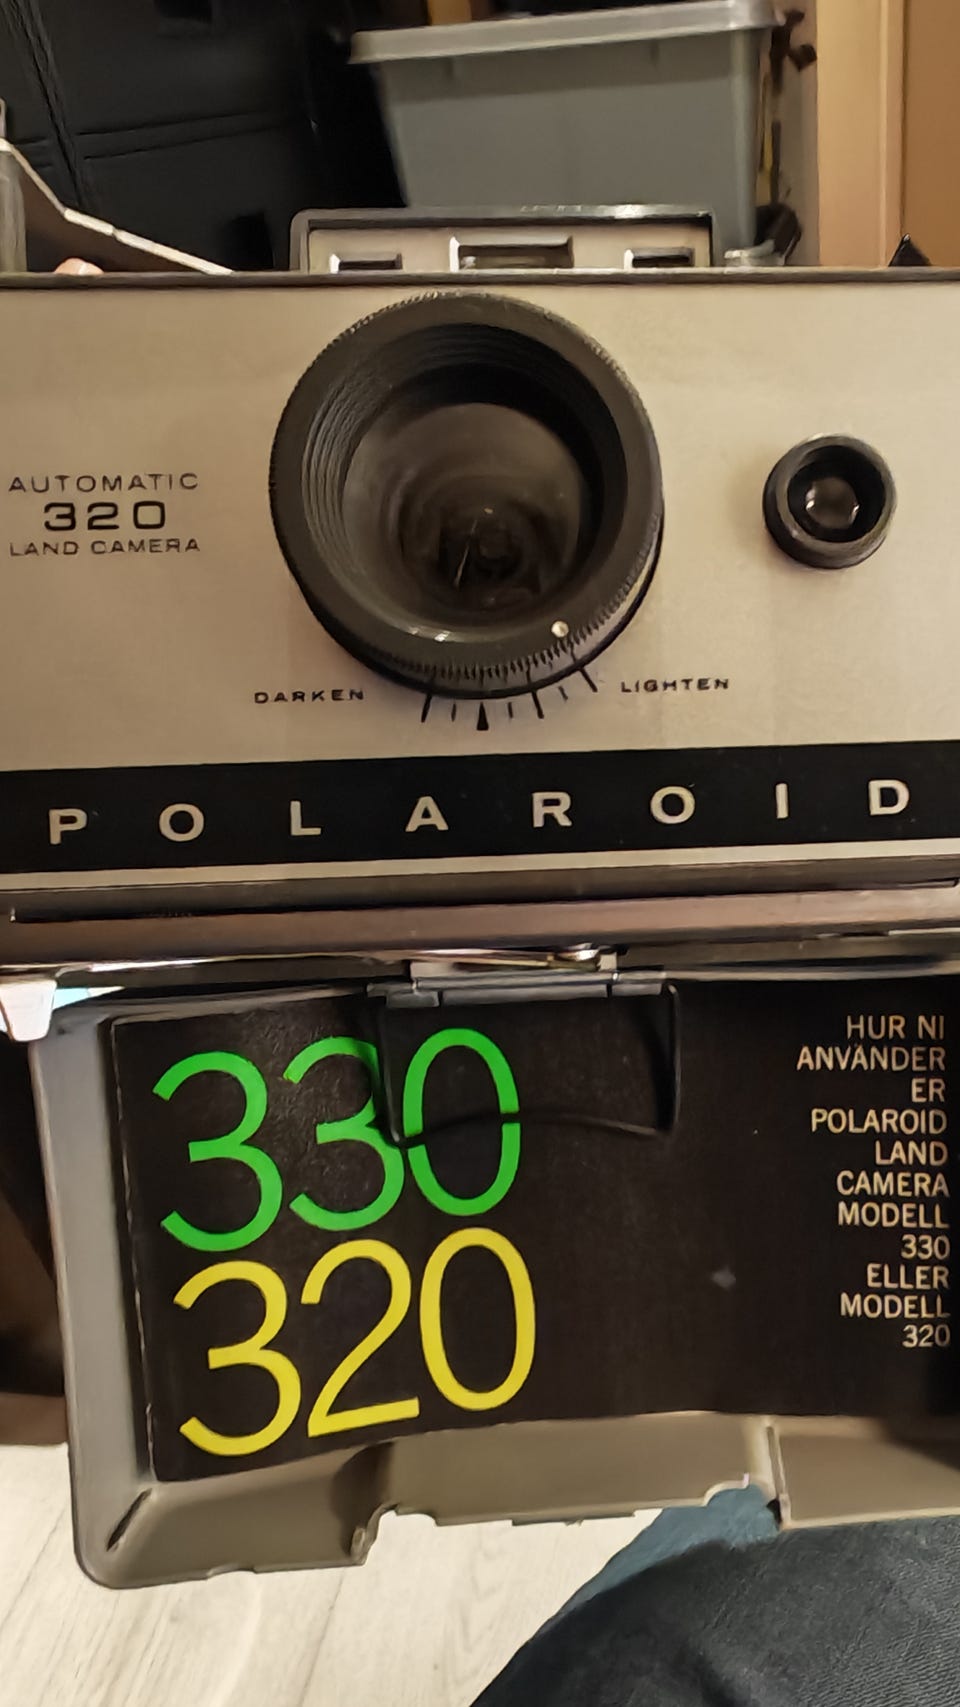 AUTOMATIC
320
LAND CAMERA
DARKEN
LIGHTEN
POLAROID
330
320
HUR NI
ANVÄNDER
ER
POLAROID
LAND
CAMERA
MODELL
330
ELLER
MODELL
320